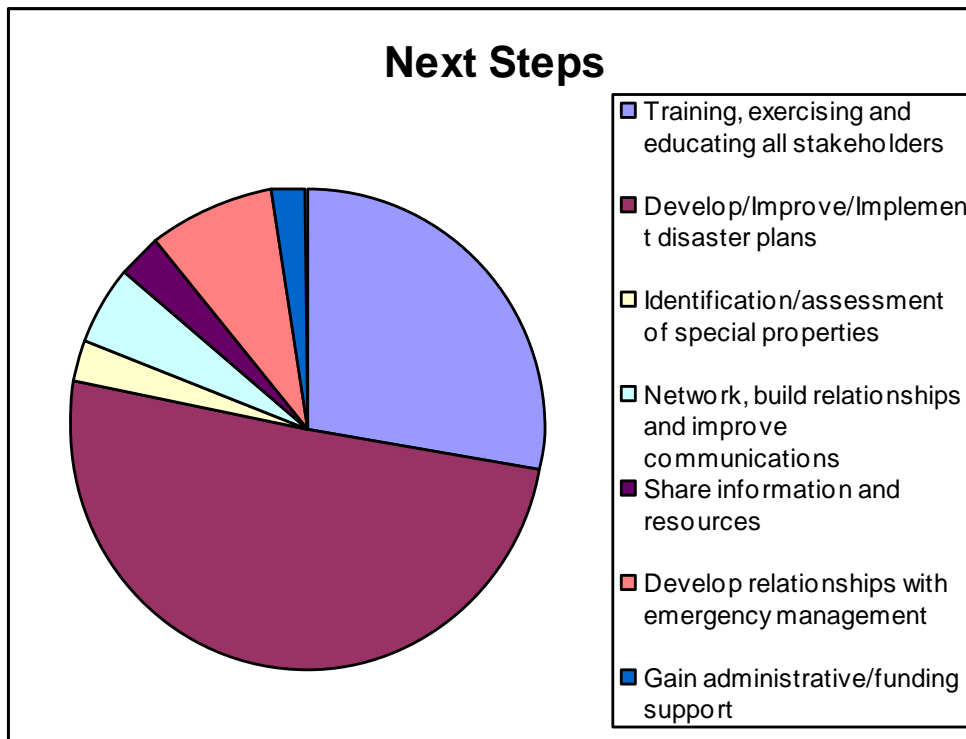 Next Steps
Training, exercising and
educating all stakeholders
Develop/Improve/Implemen
t disaster plans
Identification/assessment
of special properties
Network, build relationships
and improve
communications
Share information and
resources
Develop relationships with
emergency management
Gain administrative/funding
support